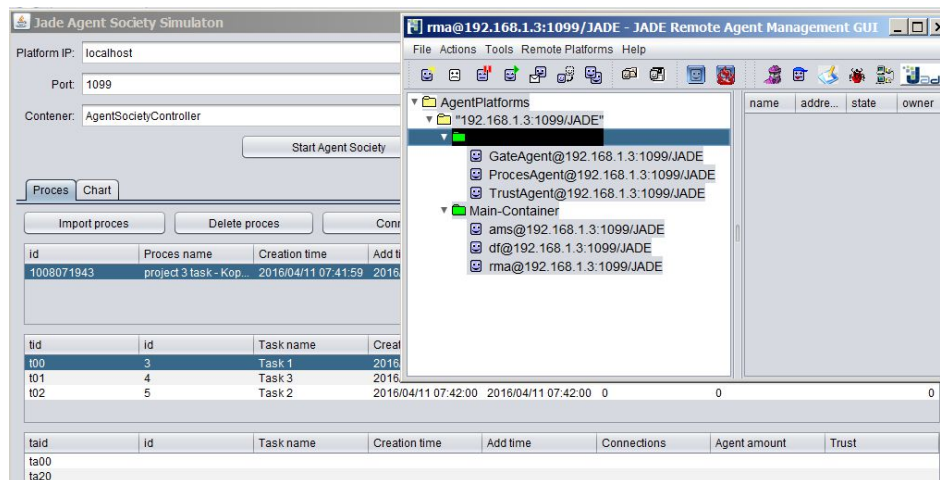 Jade Agent Society Simulaton
Platform IP: localhost
Port: 1099
Contener: AgentSocietyController
Start Agent Society
Proces Chart
Import proces Delete proces Conn
id Proces name Creation time Add ti
1008071943 project 3 task - Kop... 2016/04/11 07:41:59 2016
tid id Task name Creat
t00 3 Task 1 2016
t01 4 Task 3 2016
t02 5 Task 2 2016/04/11 07:42:00 2016/04/11 07:42:00 0 0 0
taid id Task name Creation time Add time Connections Agent amount Trust
ta00
ta20
rma@192.168.1.3:1099/JADE - JADE Remote Agent Management GUI
File Actions Tools Remote Platforms Help
AgentPlatforms
"192.168.1.3:1099/JADE"
GateAgent@192.168.1.3:1099/JADE
ProcesAgent@192.168.1.3:1099/JADE
TrustAgent@192.168.1.3:1099/JADE
Main-Container
ams@192.168.1.3:1099/JADE
df@192.168.1.3:1099/JADE
rma@192.168.1.3:1099/JADE
name addre... state owner